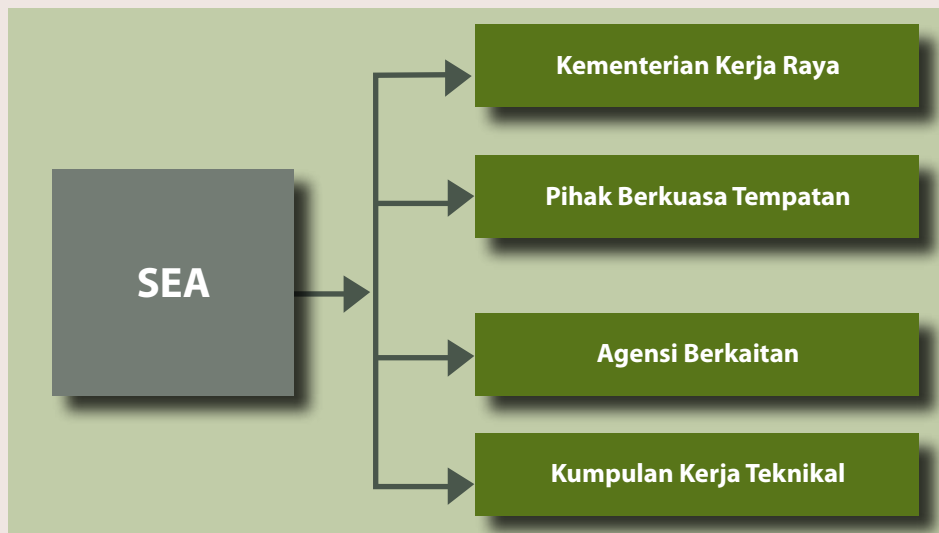 Kementerian Kerja Raya
Pihak Berkuasa Tempatan
SEA
Agensi Berkaitan
Kumpulan Kerja Teknikal